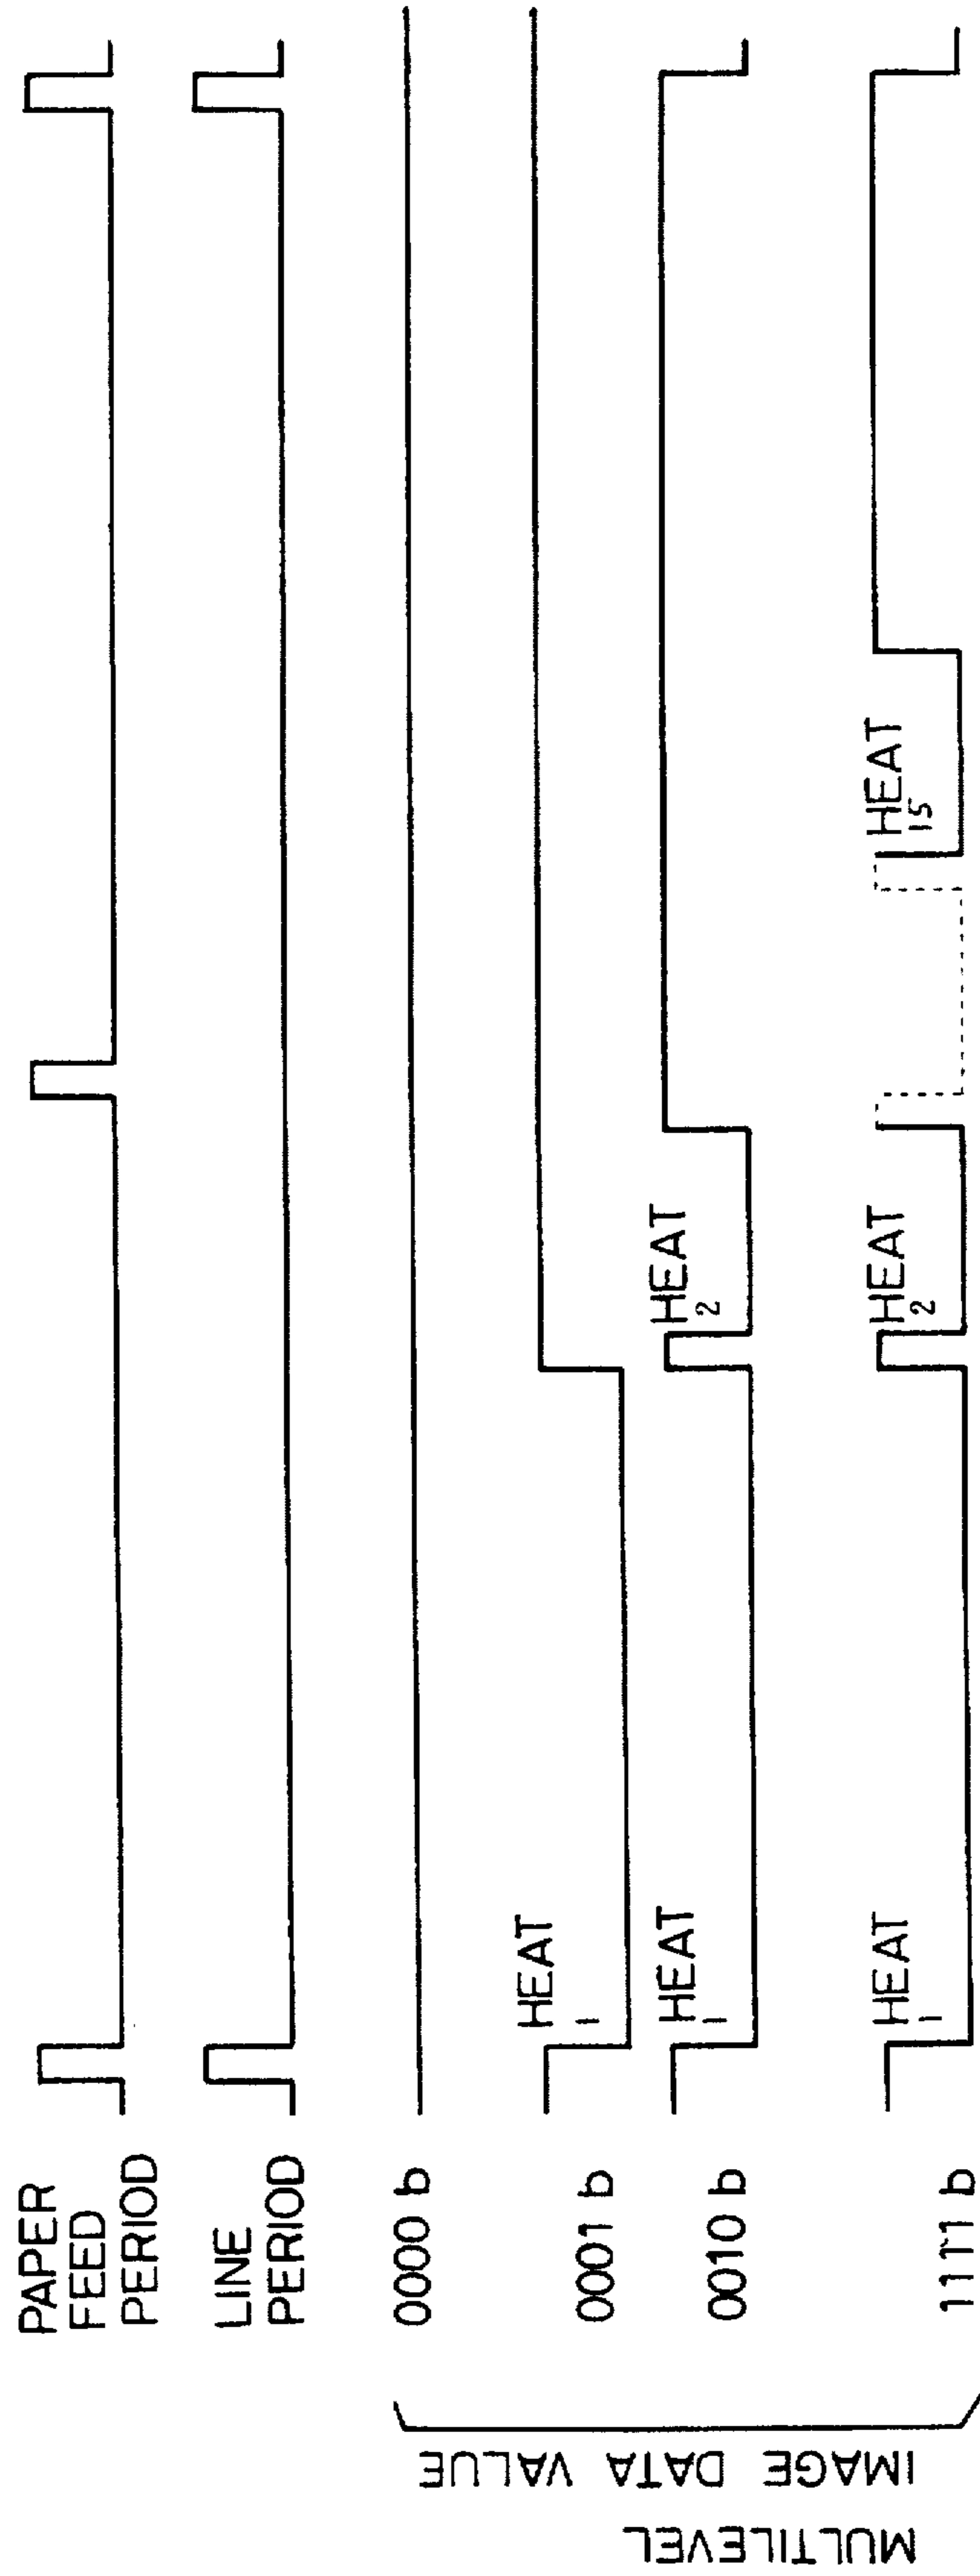 PAPER
FEED
PERIOD
LINE
PERIOD
MULTILEVEL
IMAGE DATA VALUE
0000 b
0001 b
HEAT
1
0010 b
HEAT
1
HEAT
2
1111 b
HEAT
1
HEAT
2
HEAT
15